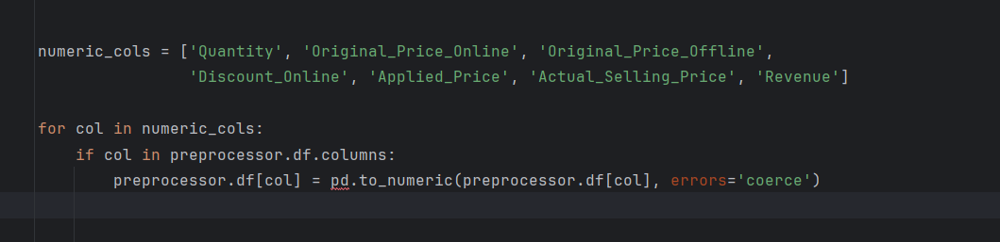 numeric_cols = ['Quantity', 'Original_Price_Online', 'Original_Price_Offline',
                'Discount_Online', 'Applied_Price', 'Actual_Selling_Price', 'Revenue']
for col in numeric_cols:
    if col in preprocessor.df.columns:
        preprocessor.df[col] = pd.to_numeric(preprocessor.df[col], errors='coerce')